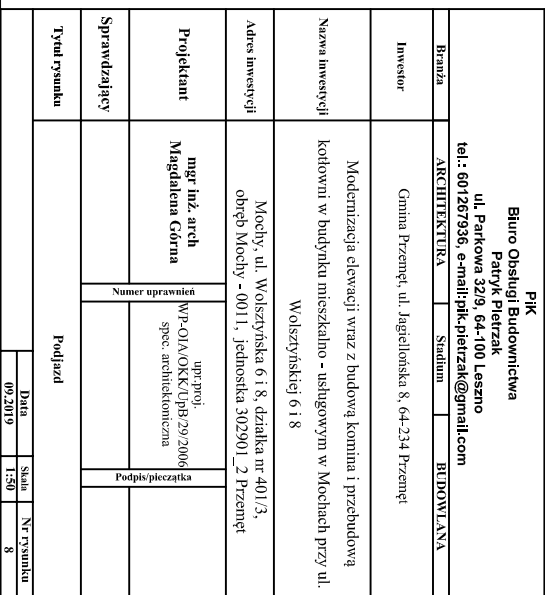 PiK
Biuro Obsługi Budownictwa
Patryk Pietrzak
ul. Parkowa 32/9, 64-100 Leszno
tel.: 601267936, e-mail:pik.pietrzak@gmail.com
Branża
ARCHITEKTURA
Stadium
BUDOWLANA
Inwestor
Gmina Przemęt, ul. Jagiellońska 8, 64-234 Przemęt
Nazwa inwestycji
Modernizacja elewacji wraz z budową komina i przebudową
kotłowni w budynku mieszkalno - usługowym w Mochach przy ul.
Wolsztyńskiej 6 i 8
Adres inwestycji
Mochy, ul. Wolsztyńska 6 i 8, działka nr 401/3,
obręb Mochy - 0011, jednostka 302901_2 Przemęt
Projektant
mgr inż. arch
Magdalena Górna
Numer uprawnień
upr.proj.
WP-OIA/OKK/UpB/29/2006
spec. architektoniczna
Podpis/pieczątka
Sprawdzający
Tytuł rysunku
Podjazd
Data
Skala
Nr rysunku
09.2019
1:50
8